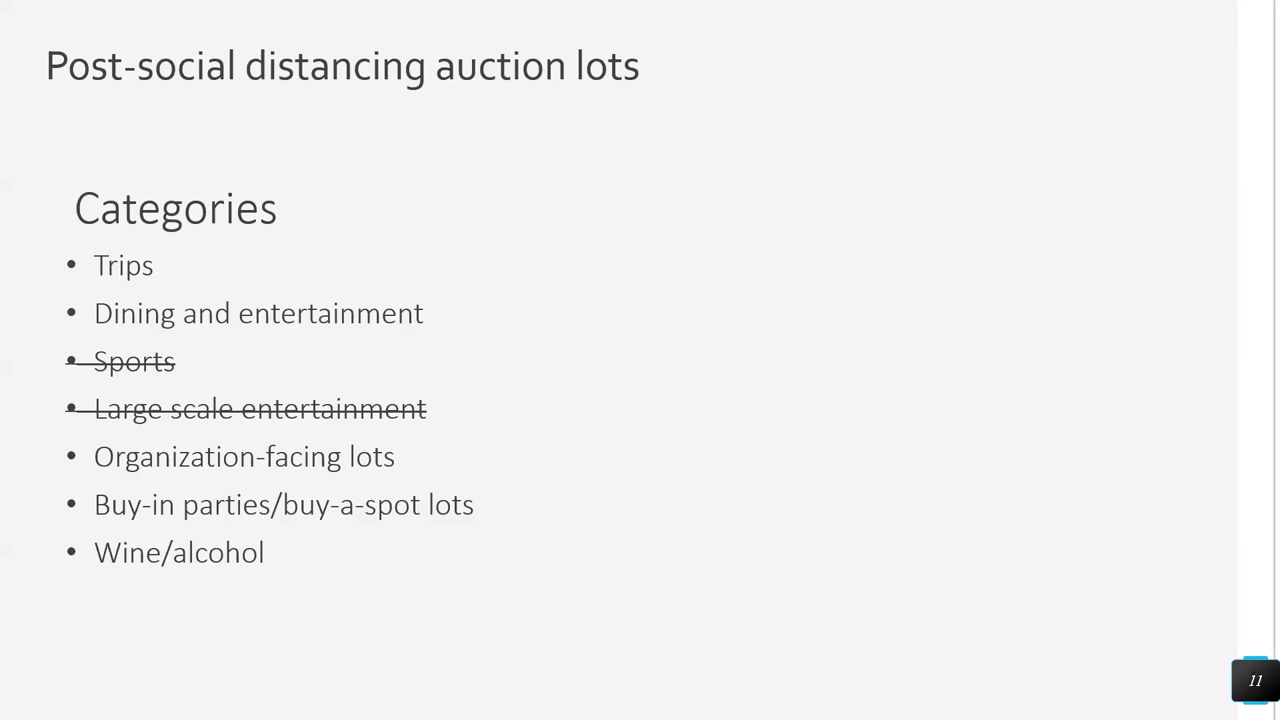 Post-social distancing auction lots
Categories
• Trips
• Dining and entertainment
• Sports
• Large scale entertainment
• Organization-facing lots
• Buy-in parties/buy-a-spot lots
• Wine/alcohol
11